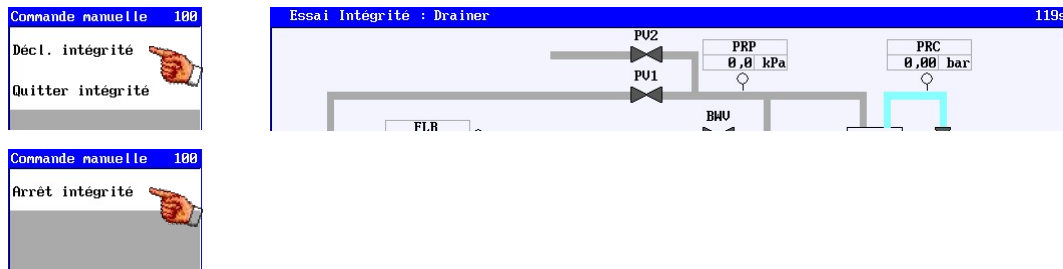 Commande manuelle 100
Décl. intégrité
Quitter intégrité
Essai Intégrité : Drainer 119s
PV2
PRP
0,0 kPa
PRC
0,00 bar
PV1
BWV
FLR
Commande manuelle 100
Arrêt intégrité